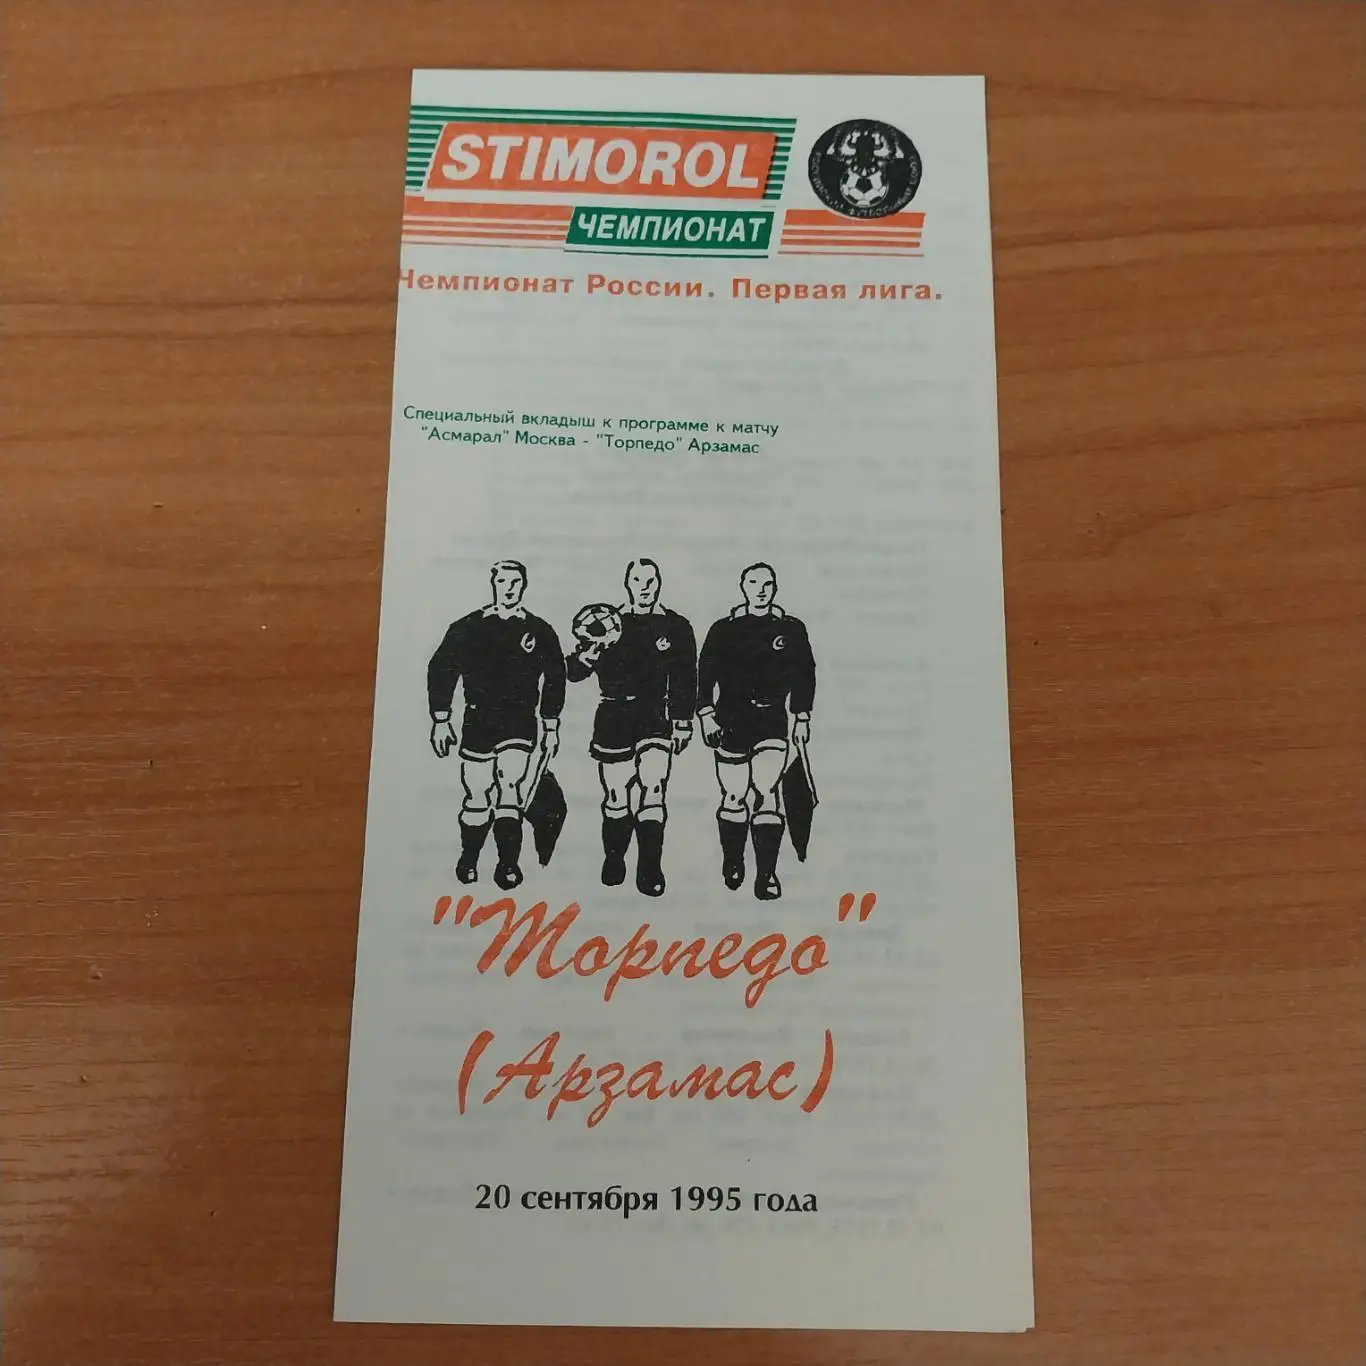 STIMOROL
ЧЕМПИОНАТ
Чемпионат России. Первая лига.
Специальный вкладыш к программе к матчу
"Асмарал" Москва - "Торпедо" Арзамас
"Торпедо"
(Арзамас)
20 сентября 1995 года